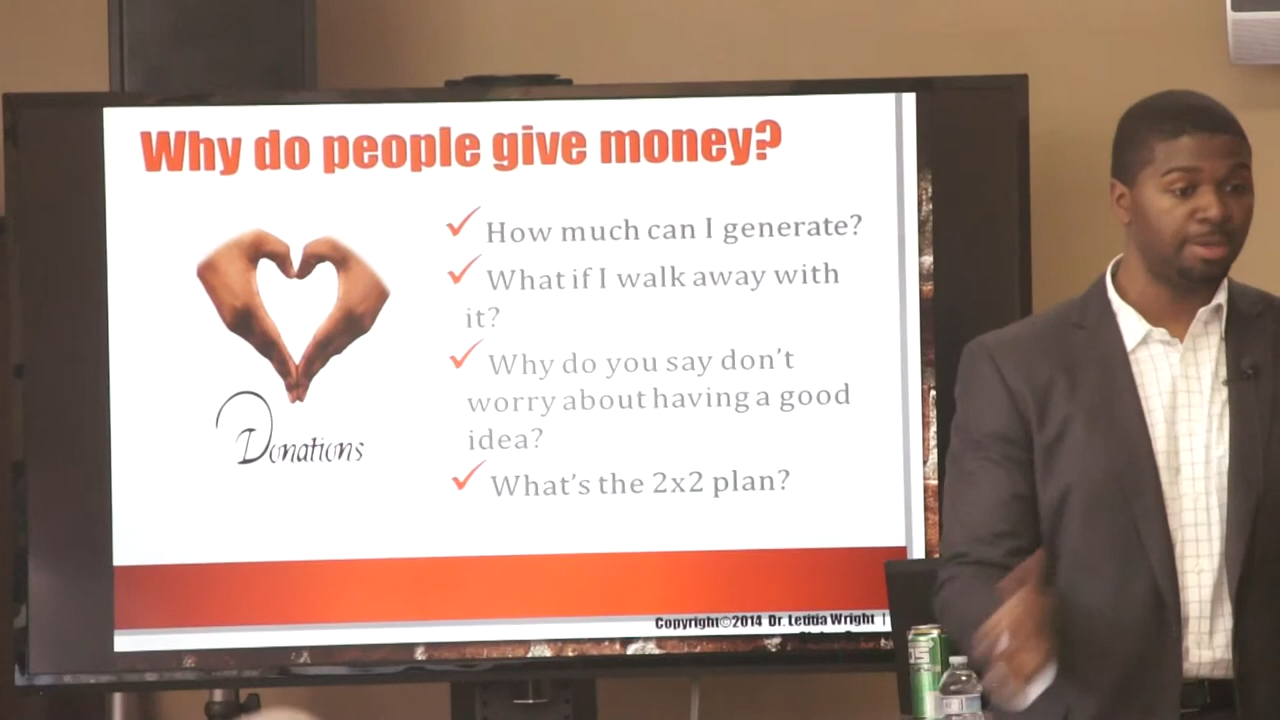 Why do people give money?
How much can I generate?
What if I walk away with
it?
Why do you say don't
worry about having a good
idea?
What's the 2x2 plan?
Donations
Copyright©2014 Dr. Letitia Wright |